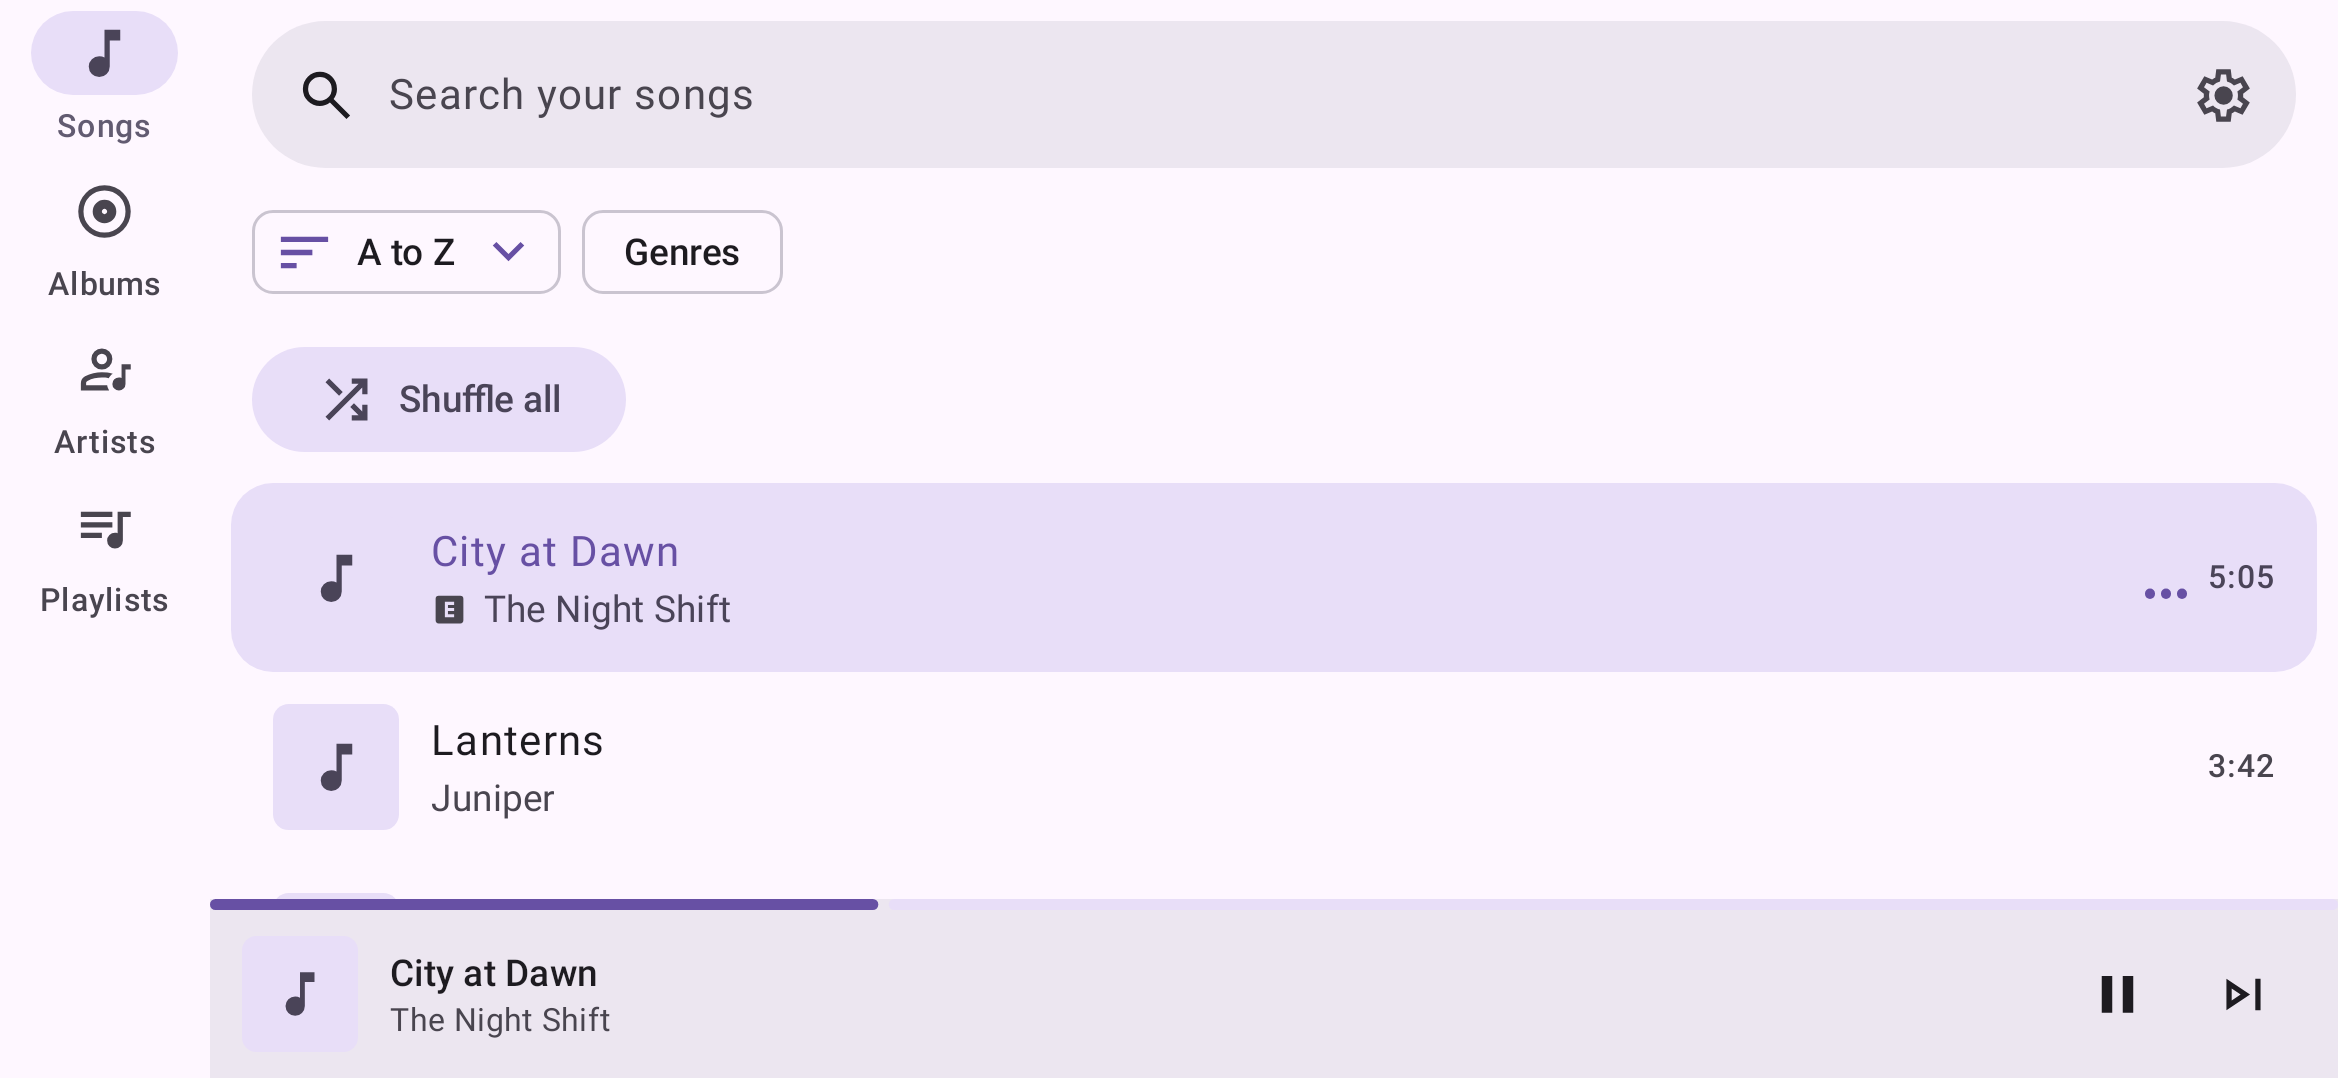 Songs
Albums
Artists
Playlists
Search your songs
A to Z
Genres
Shuffle all
City at Dawn
E The Night Shift
5:05
Lanterns
Juniper
3:42
City at Dawn
The Night Shift